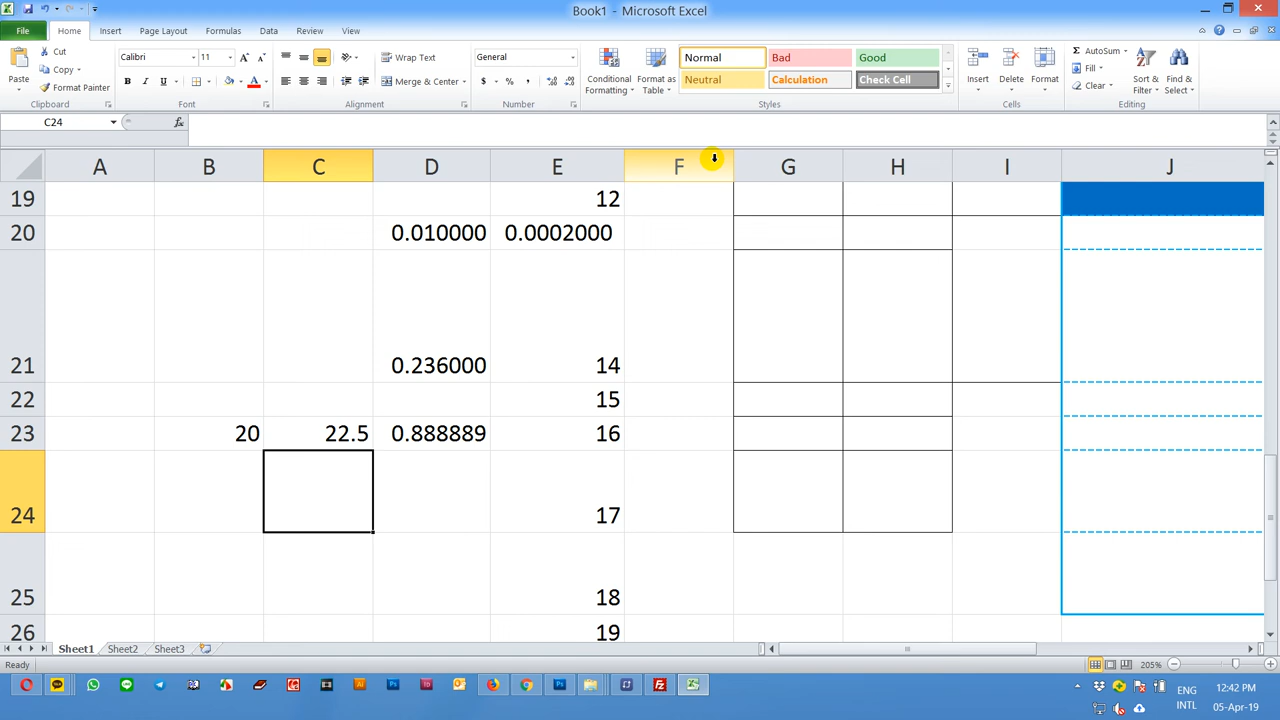 Book1 - Microsoft Excel
File Home Insert Page Layout Formulas Data Review View
Paste
Cut
Copy
Format Painter
Clipboard
Calibri 11
B I U
Font
Wrap Text
Merge & Center
Alignment
General
$ % ,
Number
Conditional Formatting
Format as Table
Normal Bad Good
Neutral Calculation Check Cell
Styles
Insert Delete Format
Cells
AutoSum
Fill
Clear
Sort & Filter
Find & Select
Editing
C24 fx
A B C D E F G H I J
19 12
20 0.010000 0.0002000
21 0.236000 14
22 15
23 20 22.5 0.888889 16
24 17
25 18
26 19
Sheet1 Sheet2 Sheet3
Ready 205%
ENG
INTL
12:42 PM
05-Apr-19